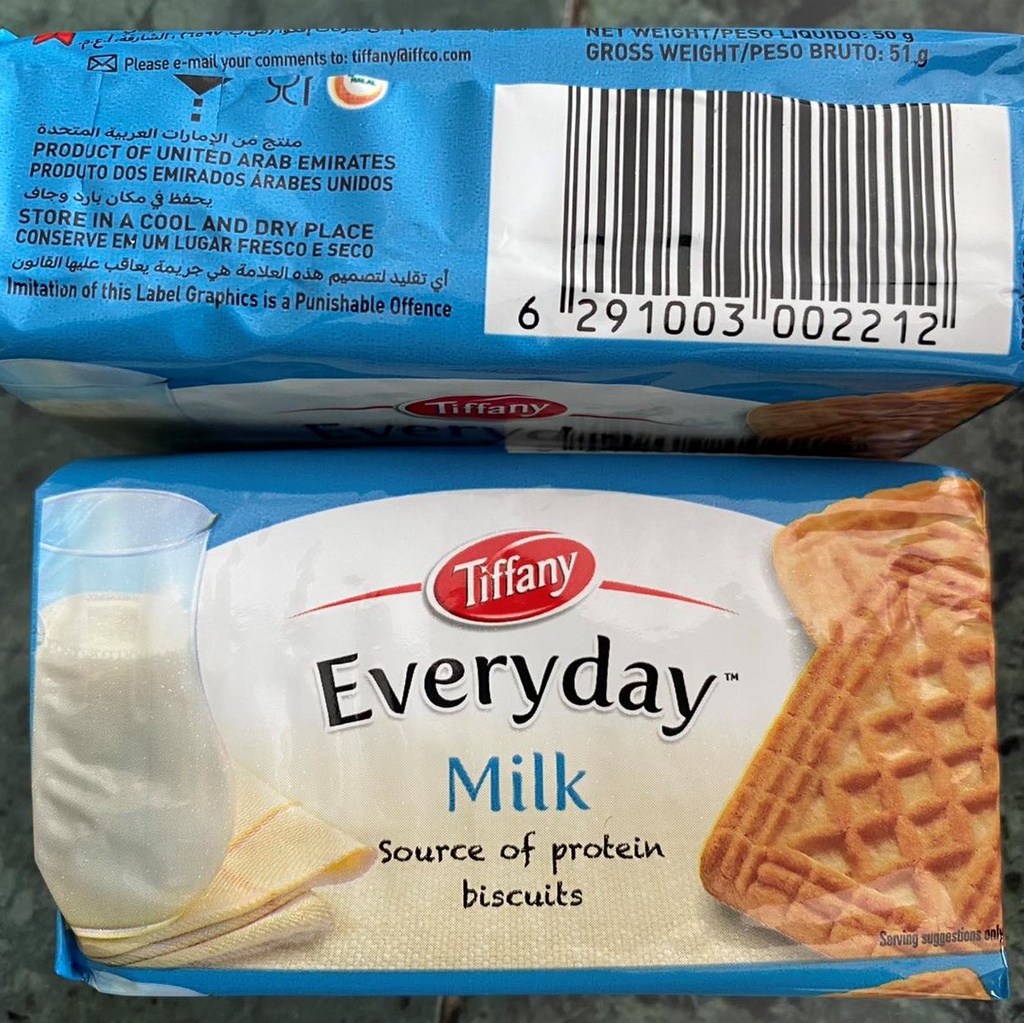 Please e-mail your comments to: tiffany@iffco.com
NET WEIGHT/PESO LIQUIDO: 50 g
GROSS WEIGHT/PESO BRUTO: 51 g
HALAL
منتج من الإمارات العربية المتحدة
PRODUCT OF UNITED ARAB EMIRATES
PRODUTO DOS EMIRADOS ÁRABES UNIDOS
يحفظ في مكان بارد وجاف
STORE IN A COOL AND DRY PLACE
CONSERVE EM UM LUGAR FRESCO E SECO
أي تقليد لتصميم هذه العلامة هي جريمة يعاقب عليها القانون
Imitation of this Label Graphics is a Punishable Offence
6 291003 002212
Tiffany
Everyd
Tiffany
Everyday™
Milk
Source of protein
biscuits
Serving suggestions only